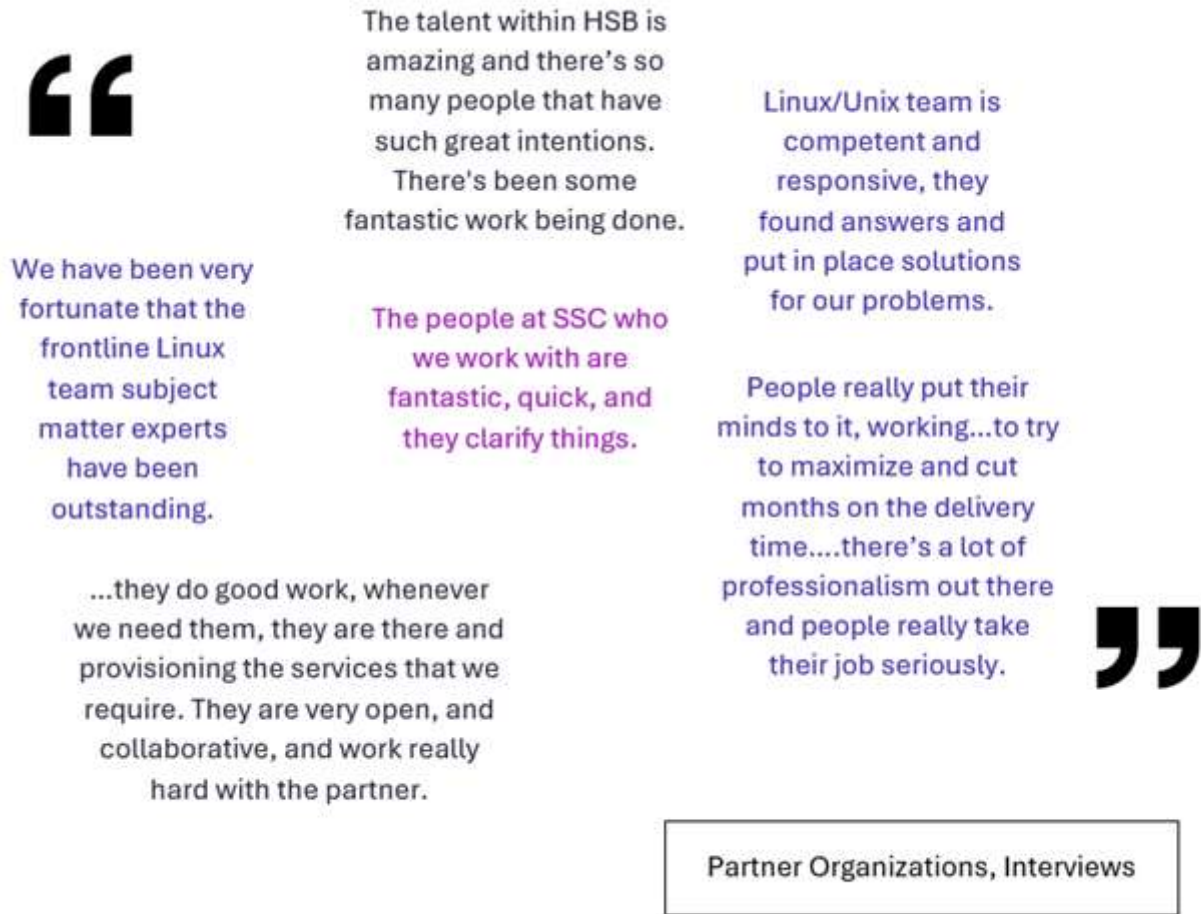 “
The talent within HSB is
amazing and there’s so
many people that have
such great intentions.
There's been some
fantastic work being done.
Linux/Unix team is
competent and
responsive, they
found answers and
put in place solutions
for our problems.
We have been very
fortunate that the
frontline Linux
team subject
matter experts
have been
outstanding.
The people at SSC who
we work with are
fantastic, quick, and
they clarify things.
People really put their
minds to it, working...to try
to maximize and cut
months on the delivery
time....there’s a lot of
professionalism out there
and people really take
their job seriously.
...they do good work, whenever
we need them, they are there and
provisioning the services that we
require. They are very open, and
collaborative, and work really
hard with the partner.
”
Partner Organizations, Interviews